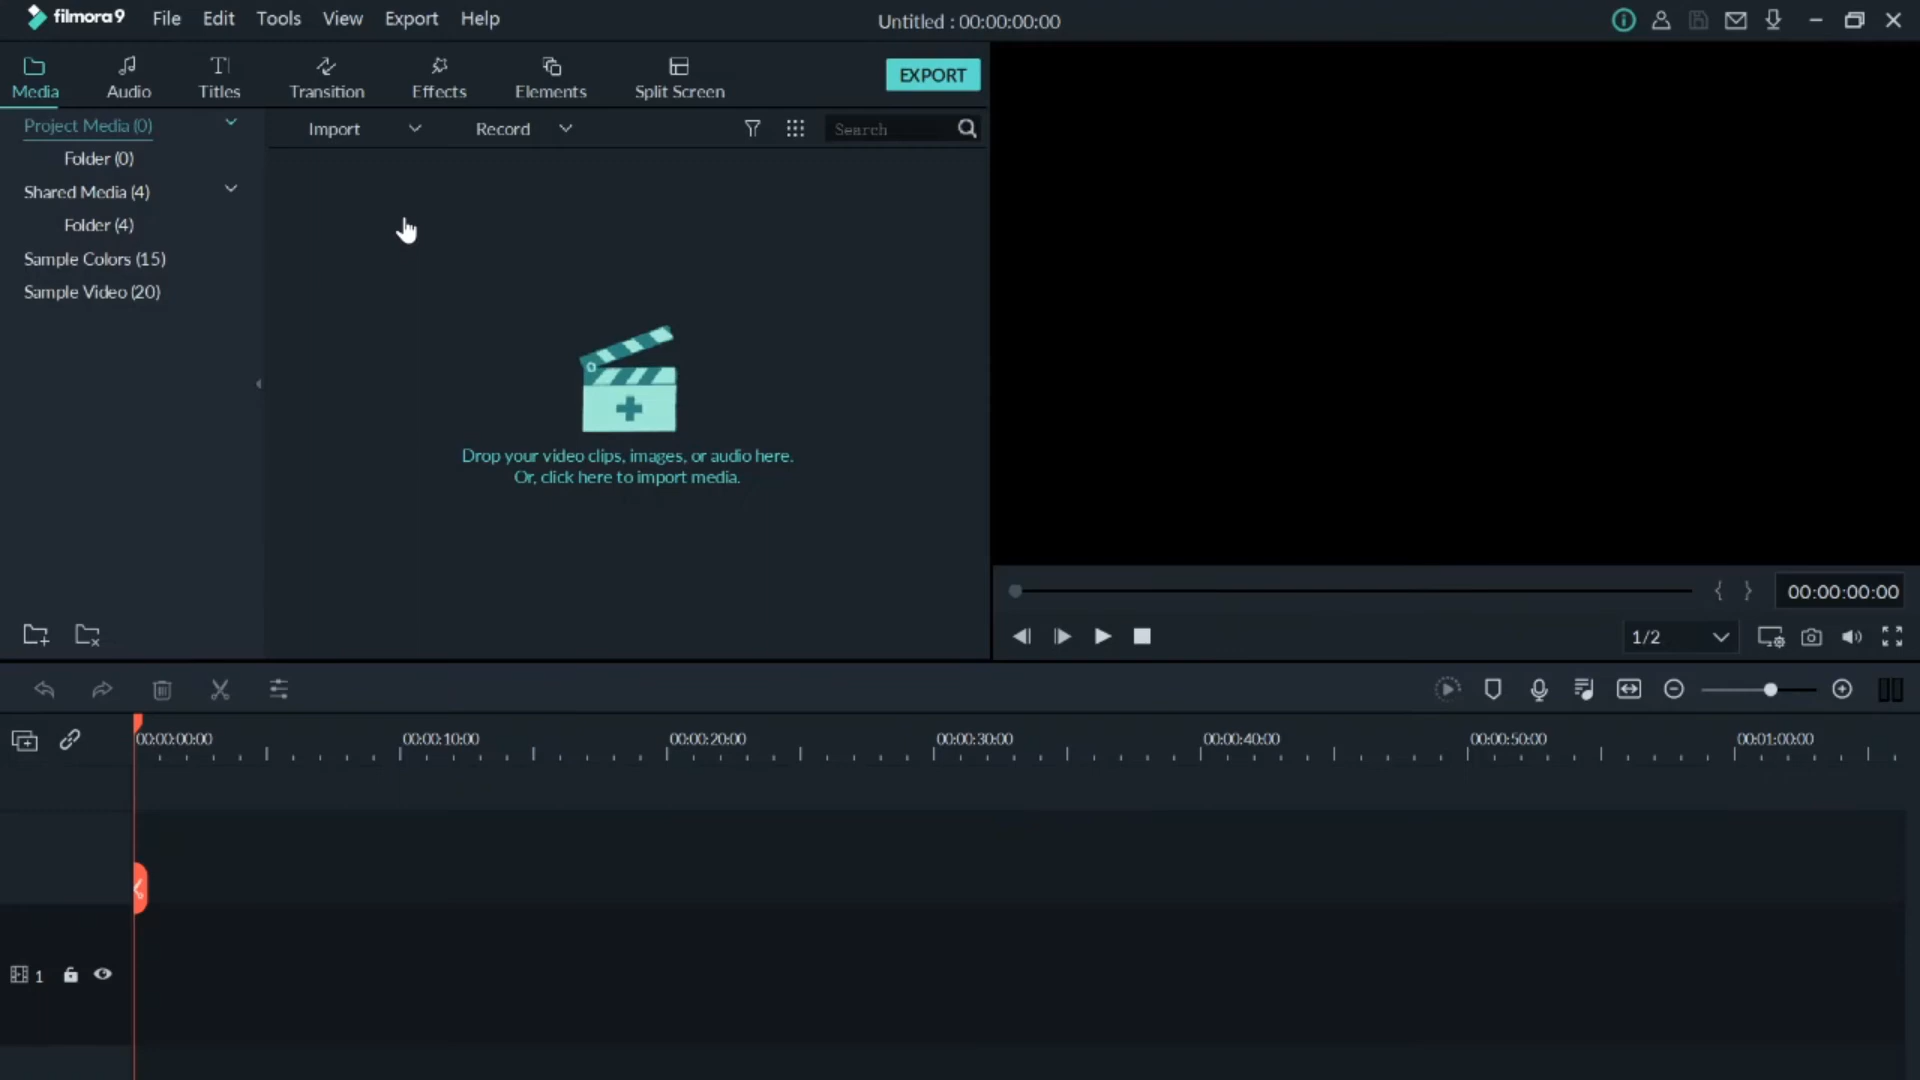 filmora9 File Edit Tools View Export Help
Untitled : 00:00:00:00
Media Audio Titles Transition Effects Elements Split Screen
EXPORT
Project Media (0)
Folder (0)
Shared Media (4)
Folder (4)
Sample Colors (15)
Sample Video (20)
Import Record Search
Drop your video clips, images, or audio here.
Or, click here to import media.
00:00:00:00
1/2
00:00:00:00 00:00:10:00 00:00:20:00 00:00:30:00 00:00:40:00 00:00:50:00 00:01:00:00
1